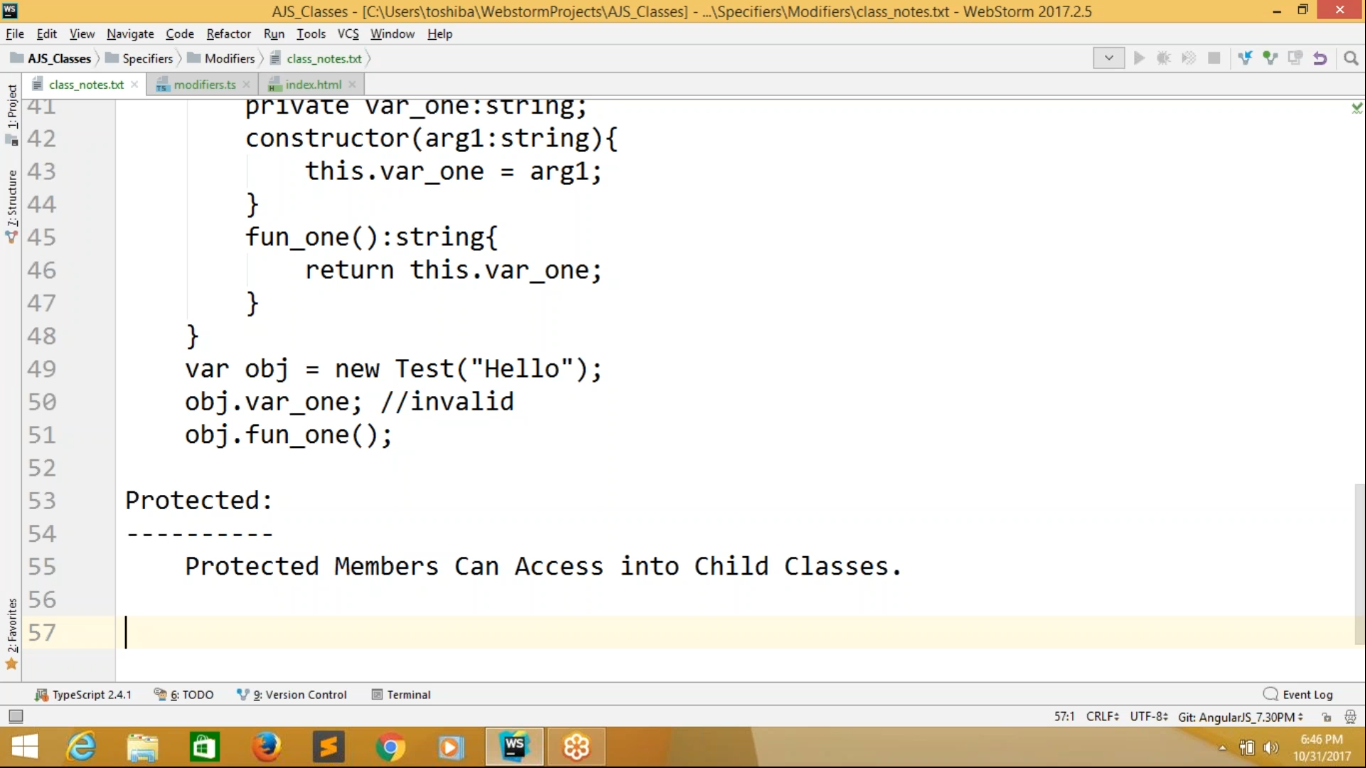 WS
AJS_Classes - [C:\Users\toshiba\WebstormProjects\AJS_Classes] - ...\Specifiers\Modifiers\class_notes.txt - WebStorm 2017.2.5
File Edit View Navigate Code Refactor Run Tools VCS Window Help
AJS_Classes Specifiers Modifiers class_notes.txt
class_notes.txt modifiers.ts index.html
1: Project
7: Structure
2: Favorites
41 private var_one:string;
42 constructor(arg1:string){
43 this.var_one = arg1;
44 }
45 fun_one():string{
46 return this.var_one;
47 }
48 }
49 var obj = new Test("Hello");
50 obj.var_one; //invalid
51 obj.fun_one();
52
53 Protected:
54 ----------
55 Protected Members Can Access into Child Classes.
56
57
TypeScript 2.4.1 6: TODO 9: Version Control Terminal Event Log
57:1 CRLF UTF-8 Git: AngularJS_7.30PM
WS
6:46 PM
10/31/2017